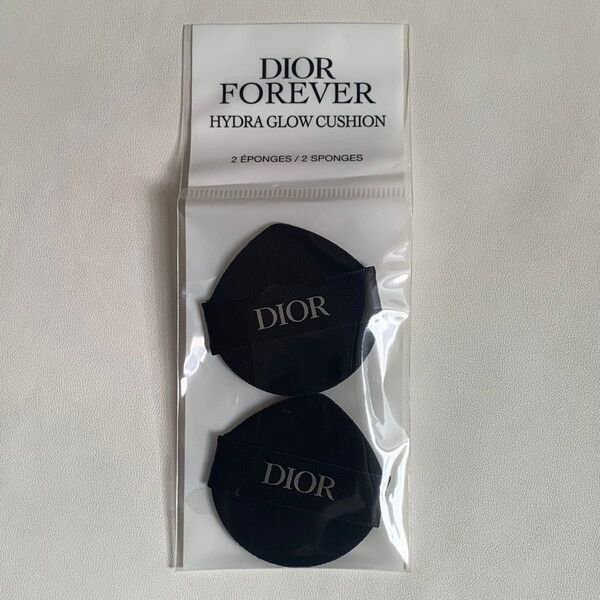 DIOR
FOREVER
HYDRA GLOW CUSHION
2 ÉPONGES / 2 SPONGES
DIOR
DIOR